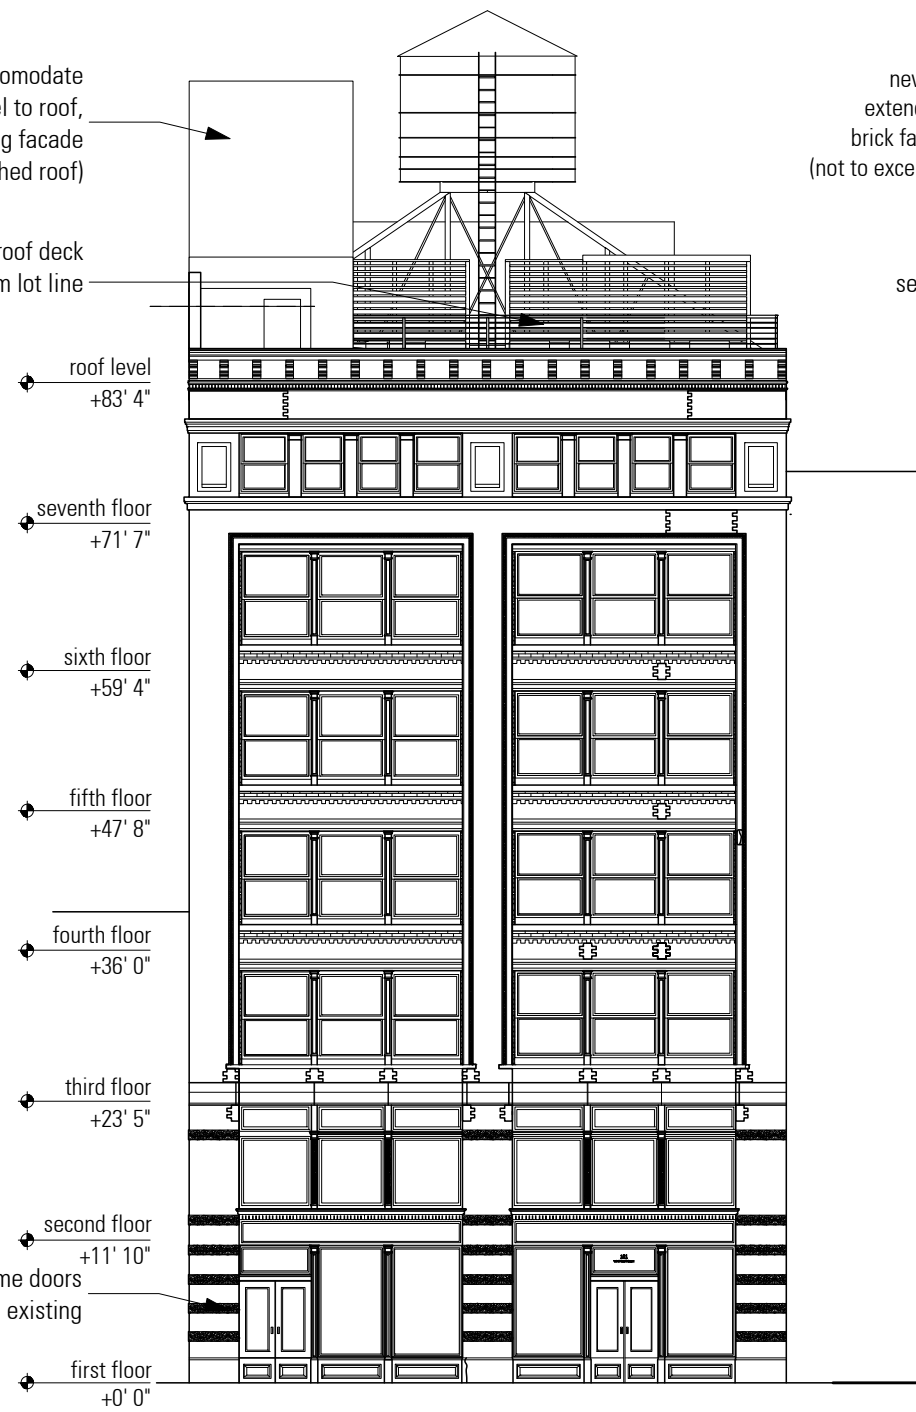 omodate
el to roof,
g facade
hed roof)
roof deck
m lot line
nev
extend
brick fa
(not to exce
se
roof level
+83' 4"
seventh floor
+71' 7"
sixth floor
+59' 4"
fifth floor
+47' 8"
fourth floor
+36' 0"
third floor
+23' 5"
second floor
+11' 10"
me doors
existing
first floor
+0' 0"